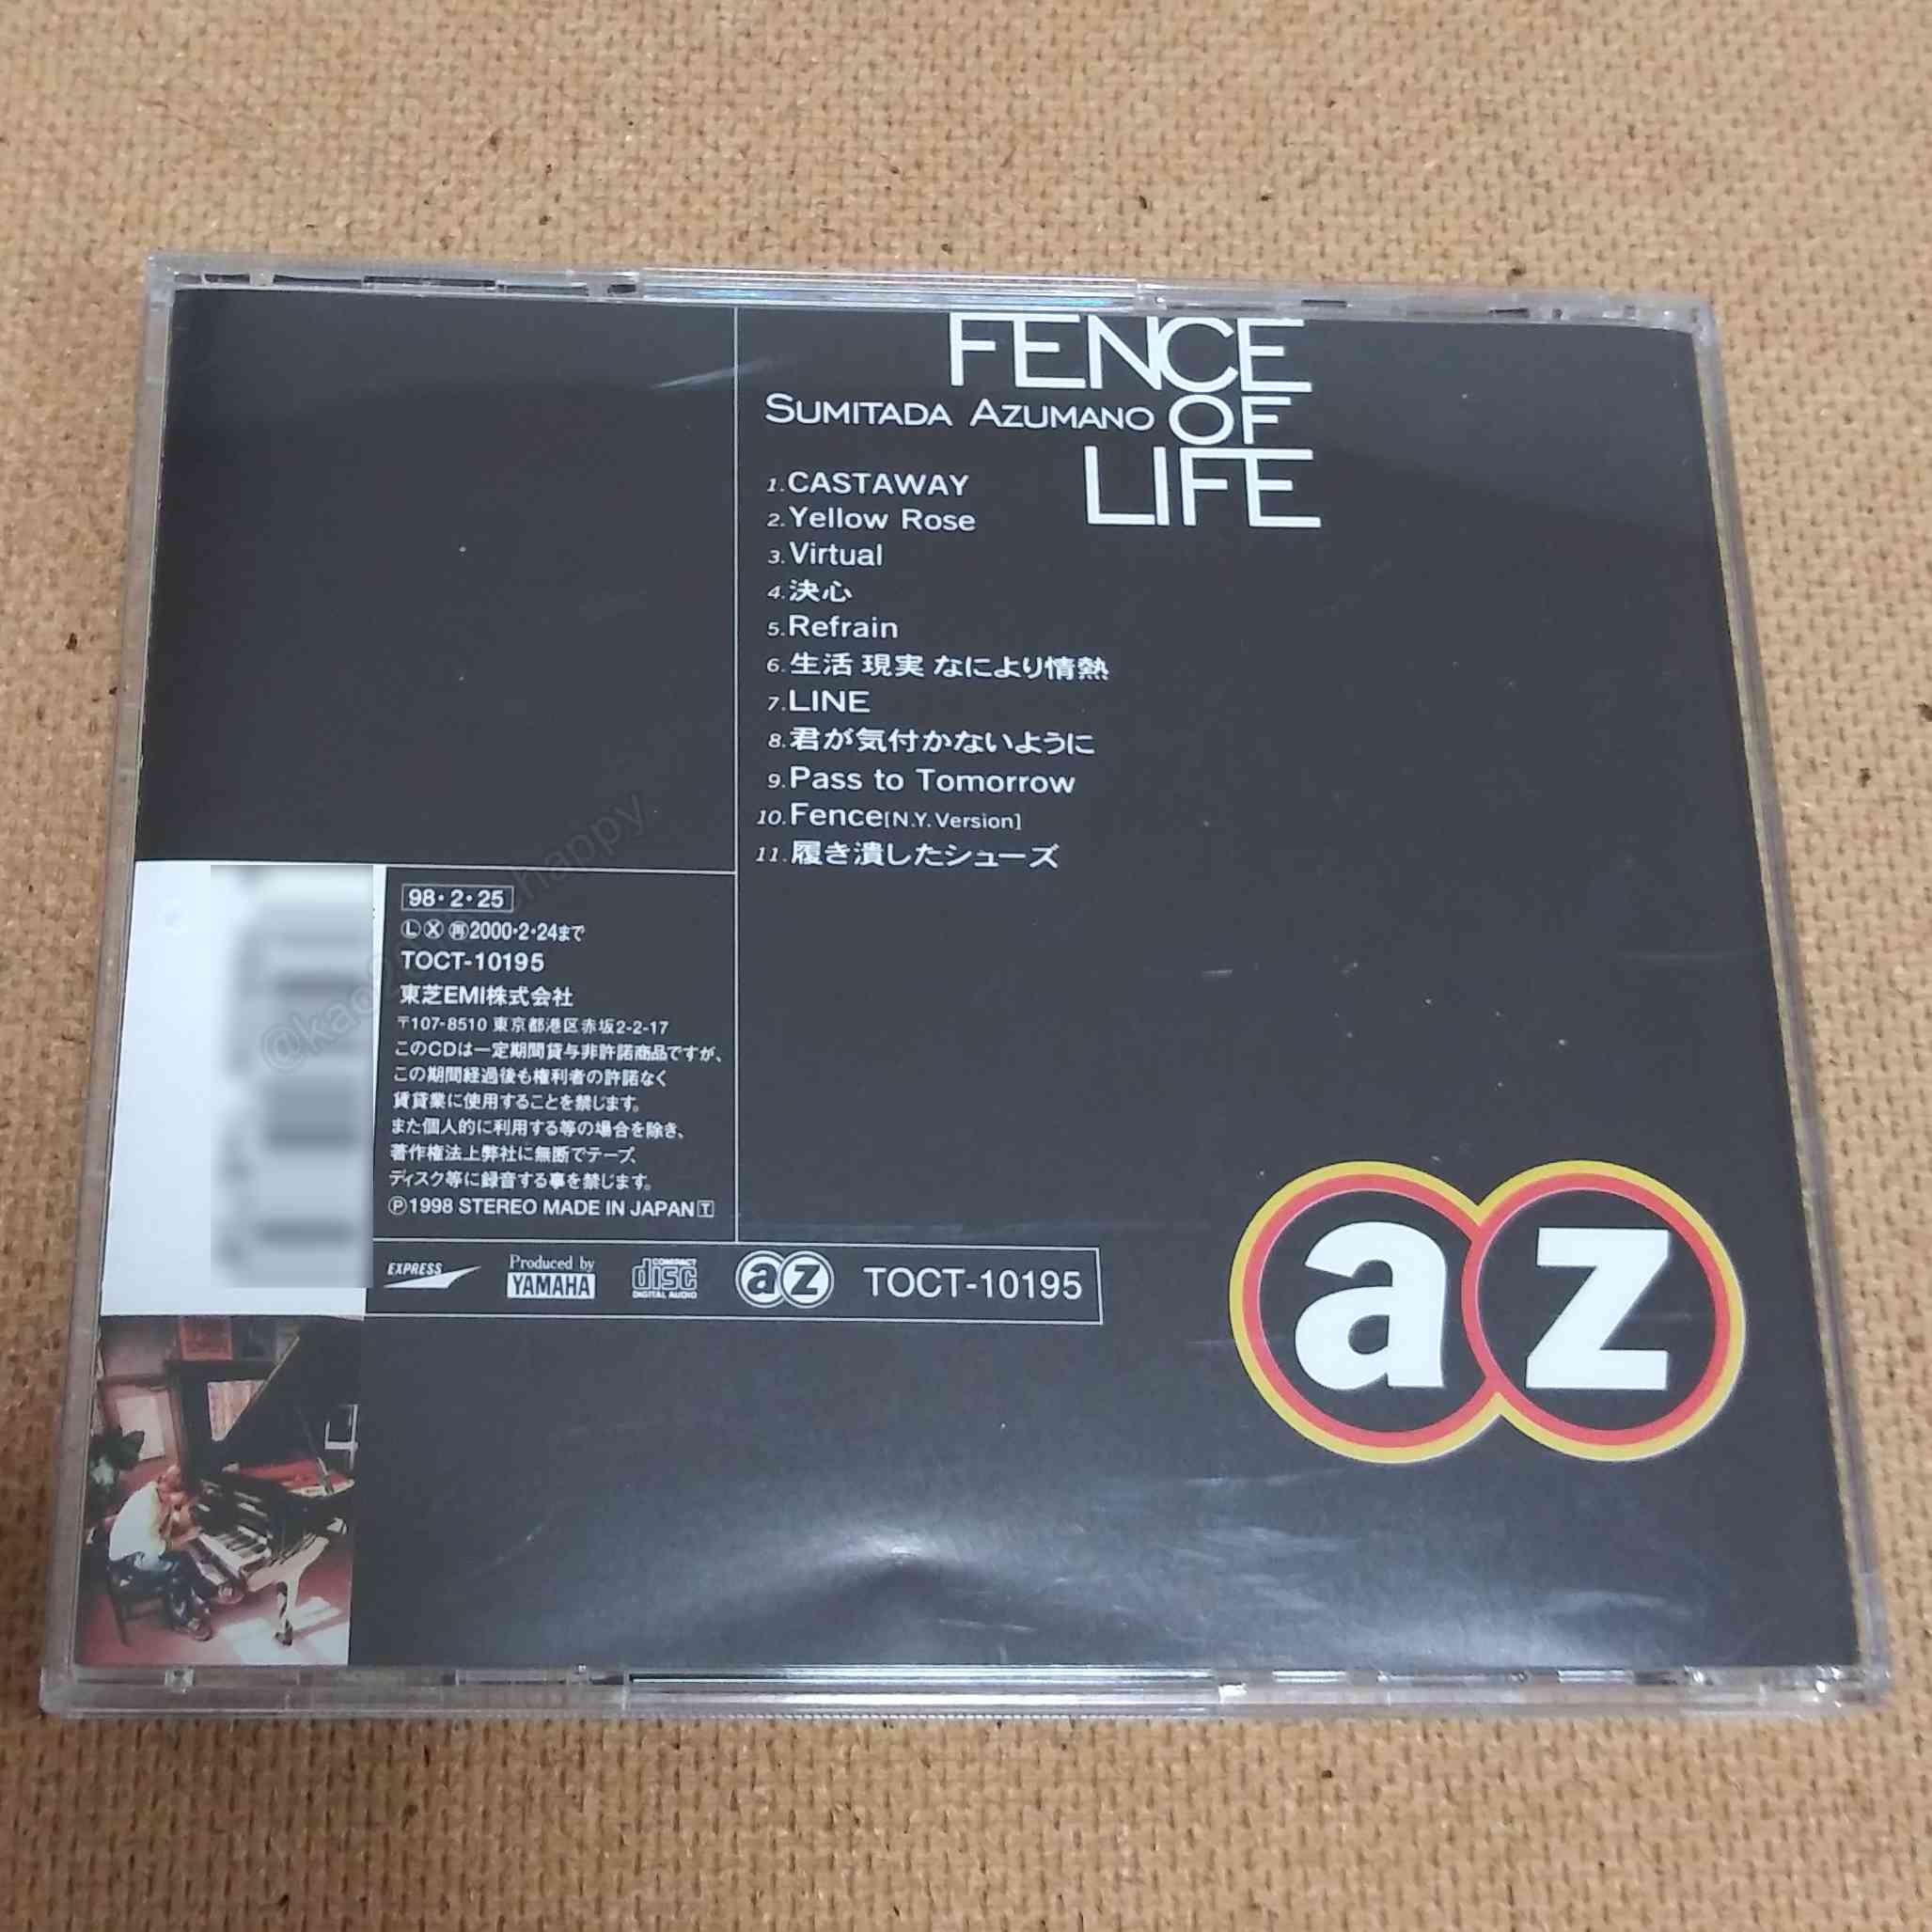 FENCE
SUMITADA AZUMANO OF
LIFE
1.CASTAWAY
2.Yellow Rose
3.Virtual
4.決心
5.Refrain
6.生活 現実 なにより情熱
7.LINE
8.君が気付かないように
9.Pass to Tomorrow
10.Fence[N.Y.Version]
11.履き潰したシューズ
98・2・25
Ⓛ Ⓧ ㊢2000・2・24まで
TOCT-10195
東芝EMI株式会社
〒107-8510 東京都港区赤坂2-2-17
このCDは一定期間貸与非許諾商品ですが、
この期間経過後も権利者の許諾なく
賃貸業に使用することを禁じます。
また個人的に利用する等の場合を除き、
著作権法上弊社に無断でテープ、
ディスク等に録音する事を禁じます。
Ⓟ1998 STEREO MADE IN JAPAN T
EXPRESS
Produced by
YAMAHA
COMPACT
disc
DIGITAL AUDIO
az
TOCT-10195
az